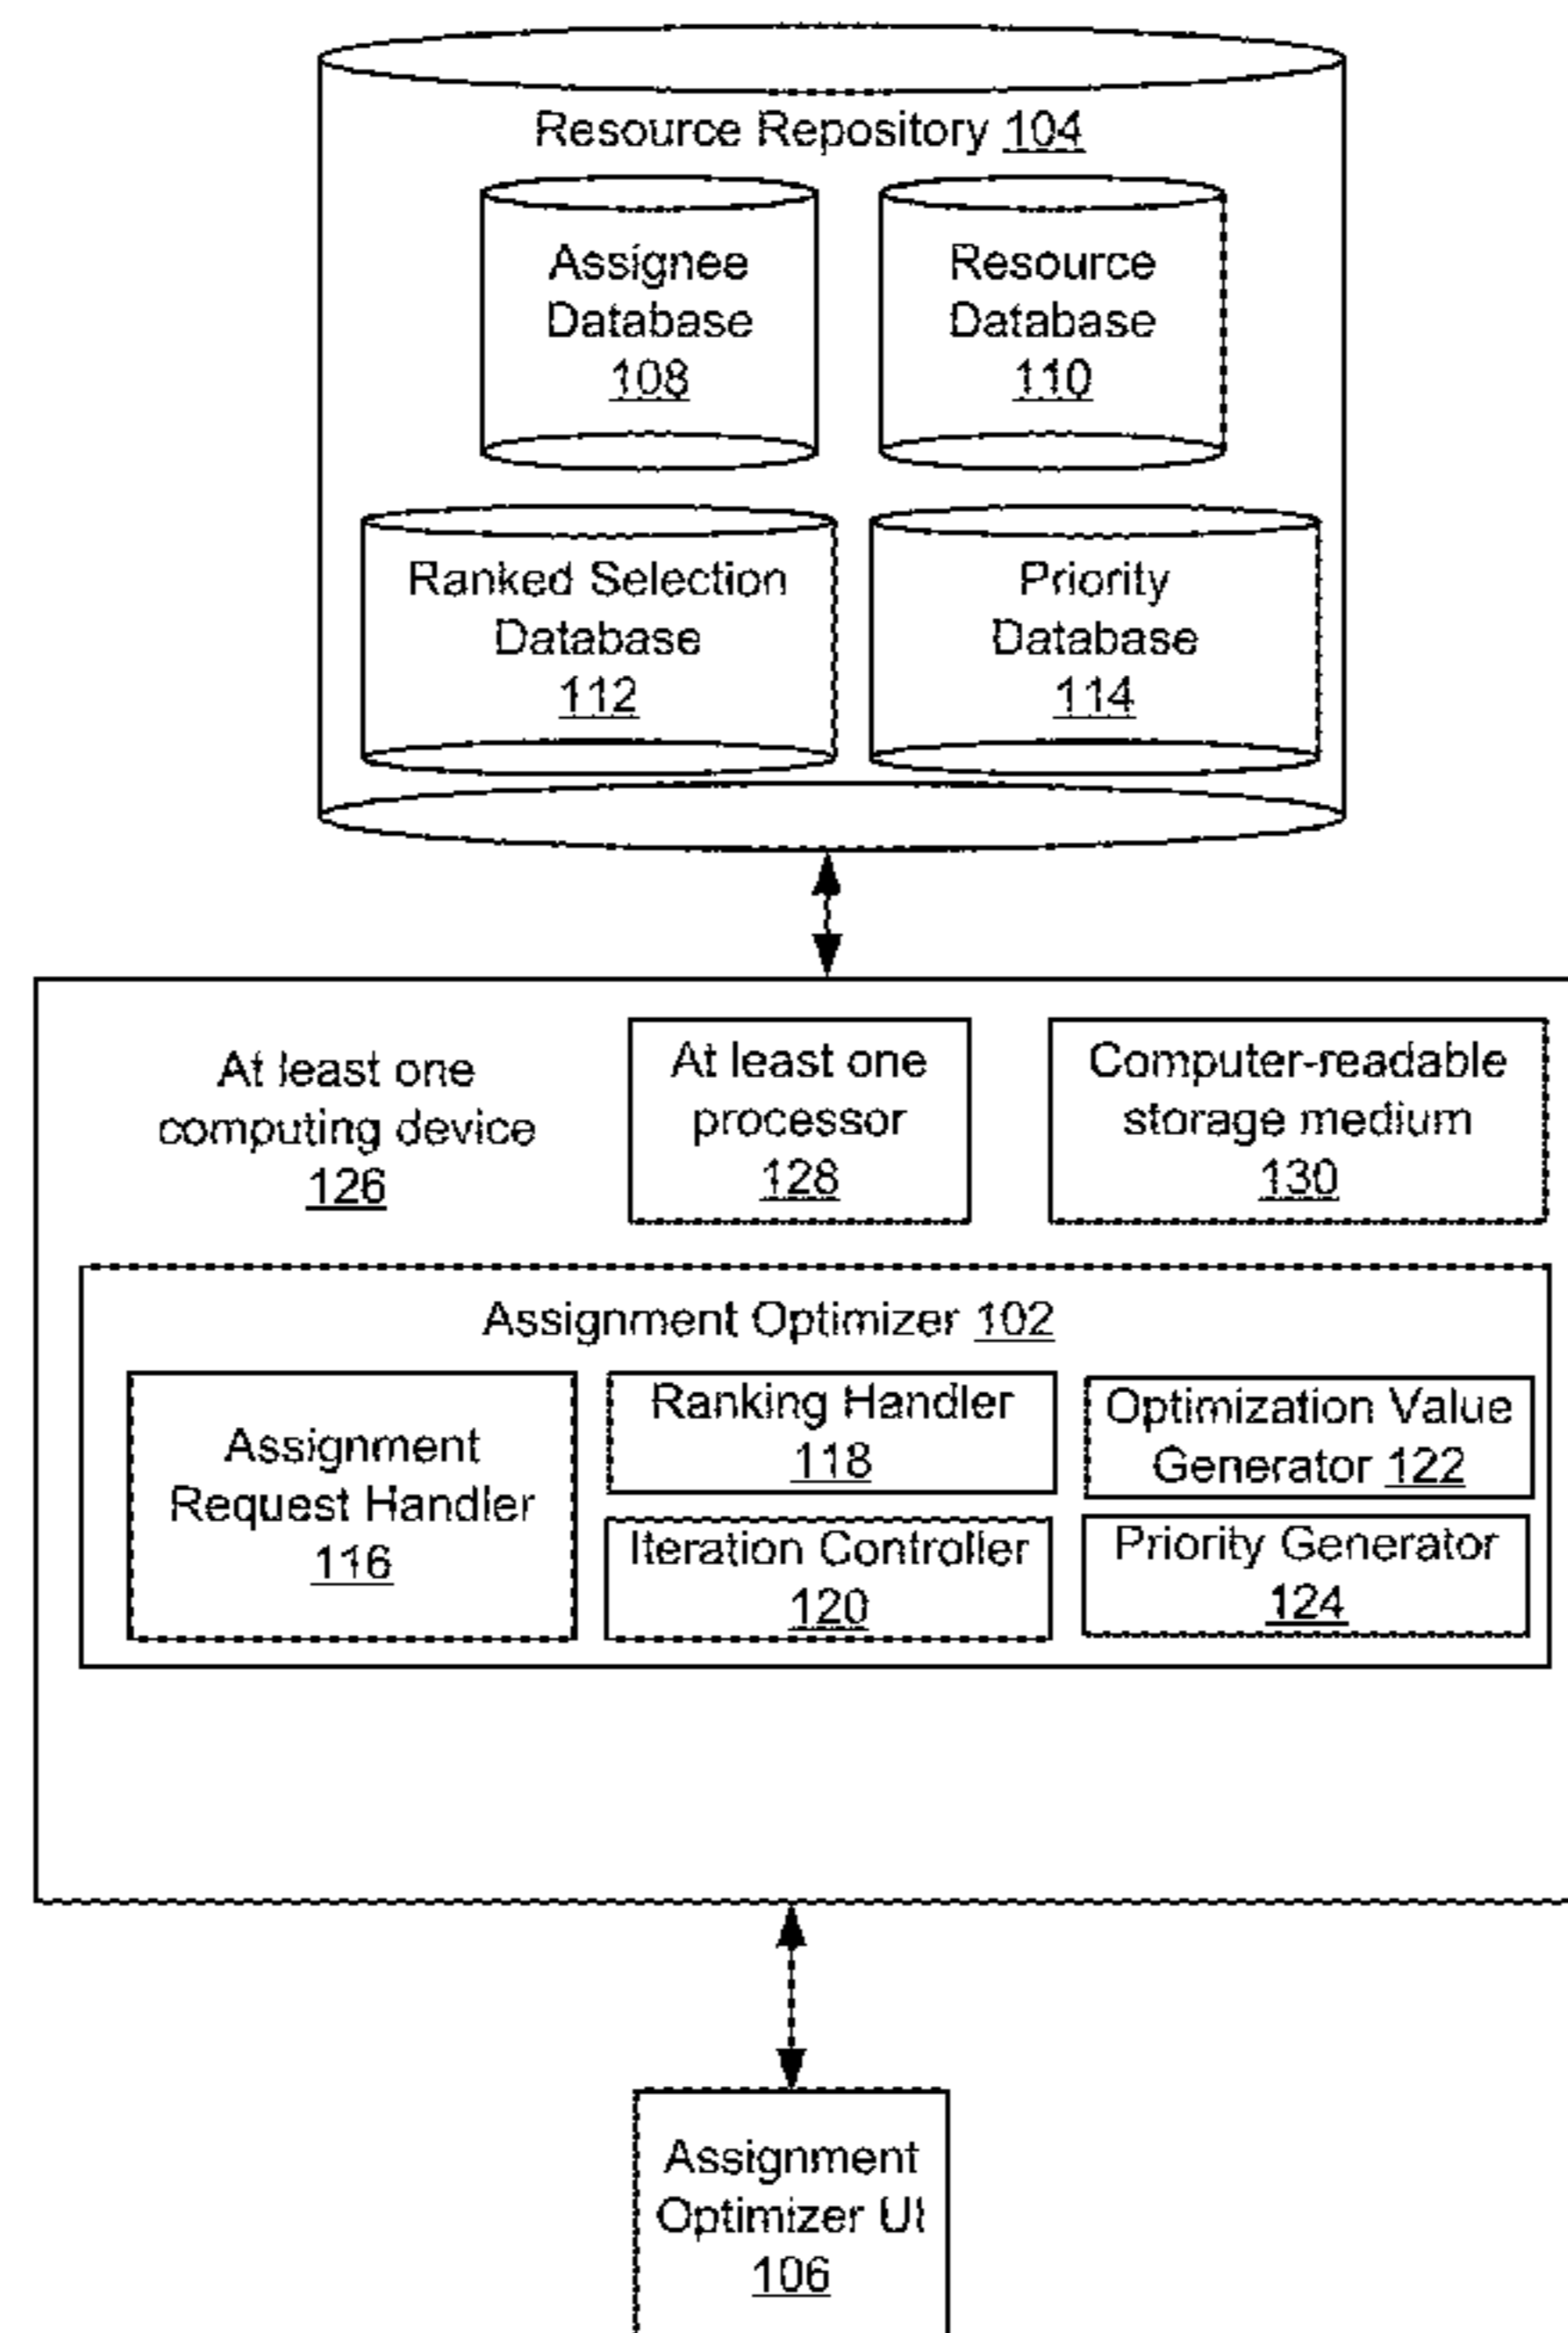 Resource Repository 104
Assignee
Database
108
Resource
Database
110
Ranked Selection
Database
112
Priority
Database
114
At least one
computing device
126
At least one
processor
128
Computer-readable
storage medium
130
Assignment Optimizer 102
Assignment
Request Handler
116
Ranking Handler
118
Iteration Controller
120
Optimization Value
Generator 122
Priority Generator
124
Assignment
Optimizer UI
106